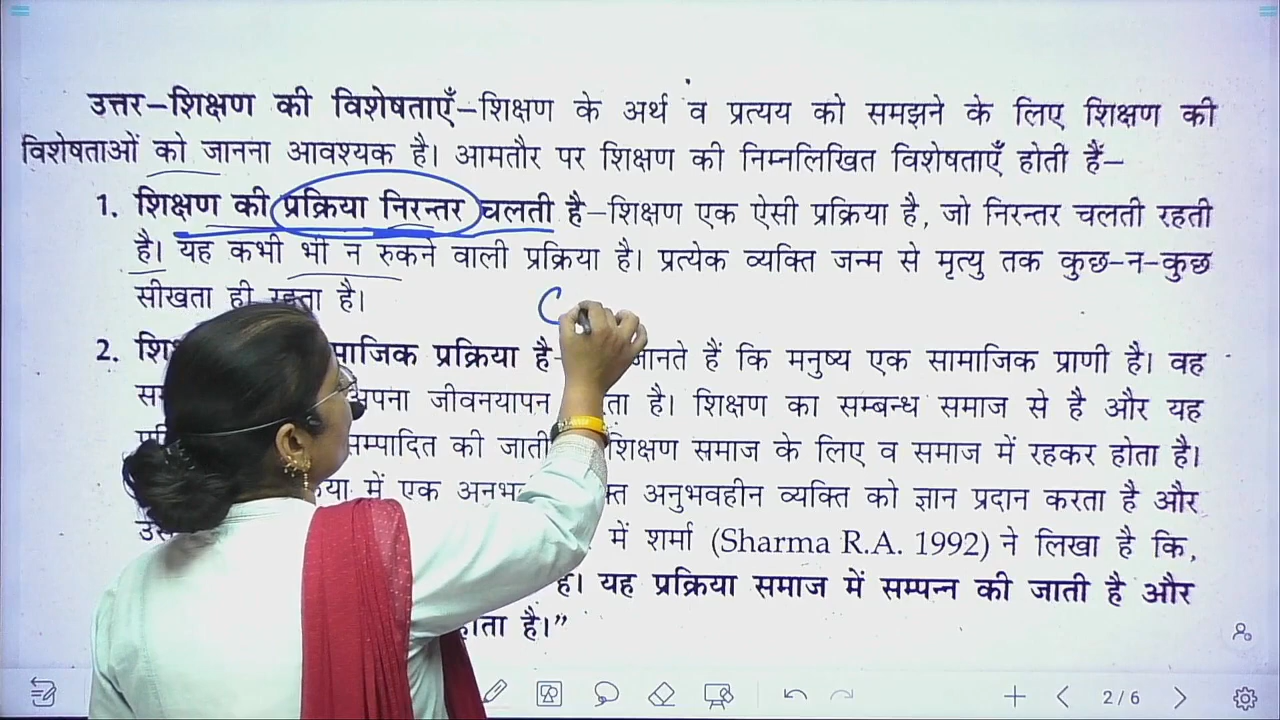 उत्तर–शिक्षण की विशेषताएँ–शिक्षण के अर्थ व प्रत्यय को समझने के लिए शिक्षण की
विशेषताओं को जानना आवश्यक है। आमतौर पर शिक्षण की निम्नलिखित विशेषताएँ होती हैं–
1. शिक्षण की प्रक्रिया निरन्तर चलती है–शिक्षण एक ऐसी प्रक्रिया है, जो निरन्तर चलती रहती
है। यह कभी भी न रुकने वाली प्रक्रिया है। प्रत्येक व्यक्ति जन्म से मृत्यु तक कुछ-न-कुछ
सीखता ही रहता है।
C
2. माजिक प्रक्रिया है– जानते हैं कि मनुष्य एक सामाजिक प्राणी है। वह
अपना जीवनयापन ता है। शिक्षण का सम्बन्ध समाज से है और यह
सम्पादित की जाती शिक्षण समाज के लिए व समाज में रहकर होता है।
में एक अनुभवहीन व्यक्ति को ज्ञान प्रदान करता है और
में शर्मा (Sharma R.A. 1992) ने लिखा है कि,
है। यह प्रक्रिया समाज में सम्पन्न की जाती है और
होता है।”
2/6